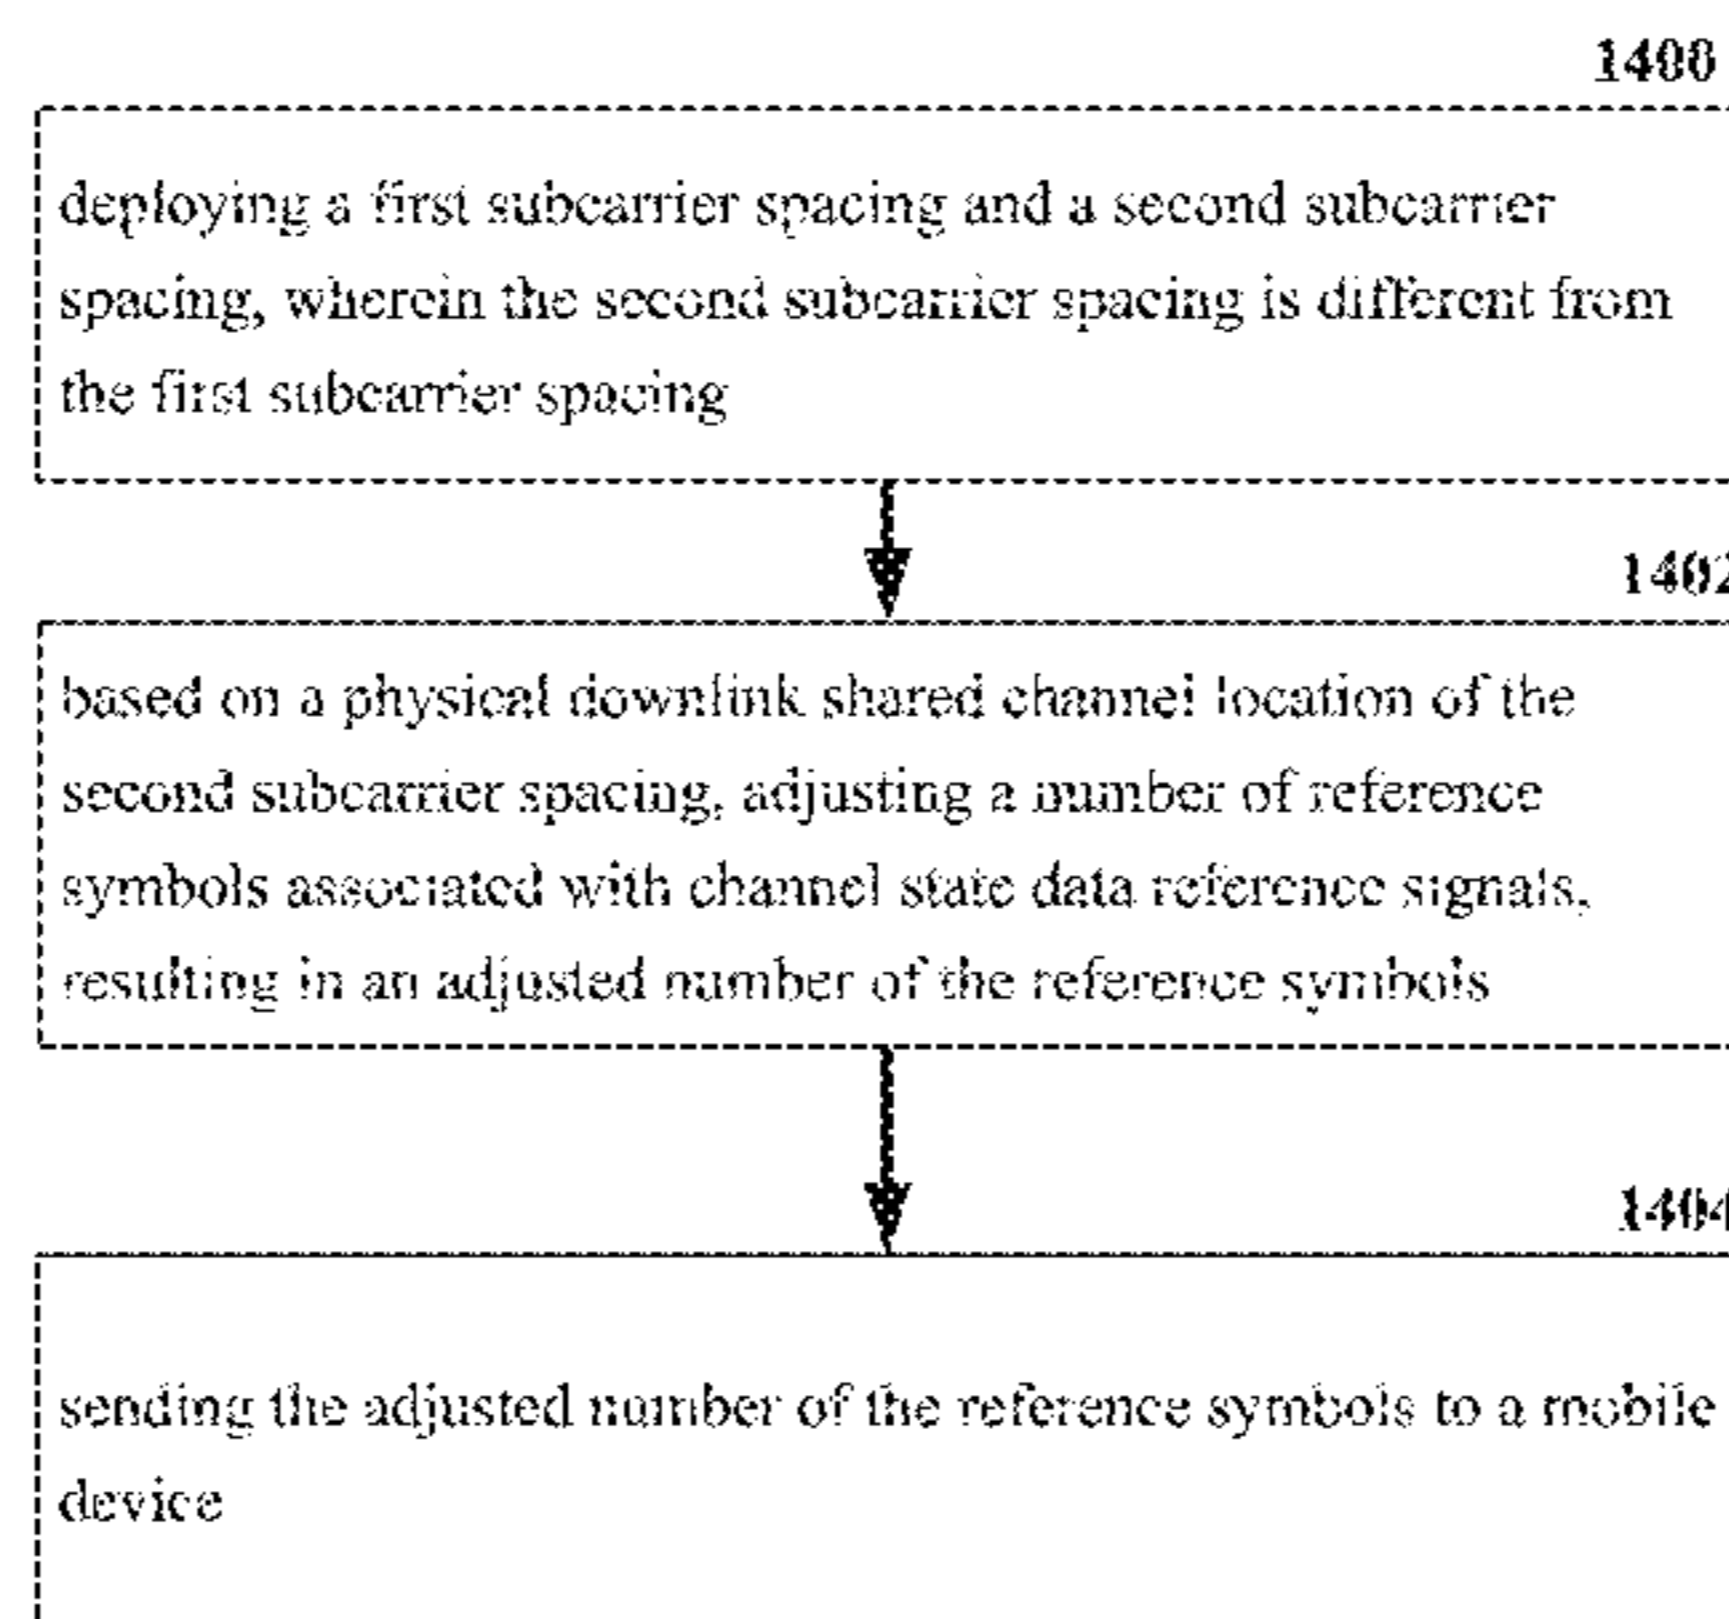 1400
deploying a first subcarrier spacing and a second subcarrier
spacing, wherein the second subcarrier spacing is different from
the first subcarrier spacing
1402
based on a physical downlink shared channel location of the
second subcarrier spacing, adjusting a number of reference
symbols associated with channel state data reference signals,
resulting in an adjusted number of the reference symbols
1404
sending the adjusted number of the reference symbols to a mobile
device